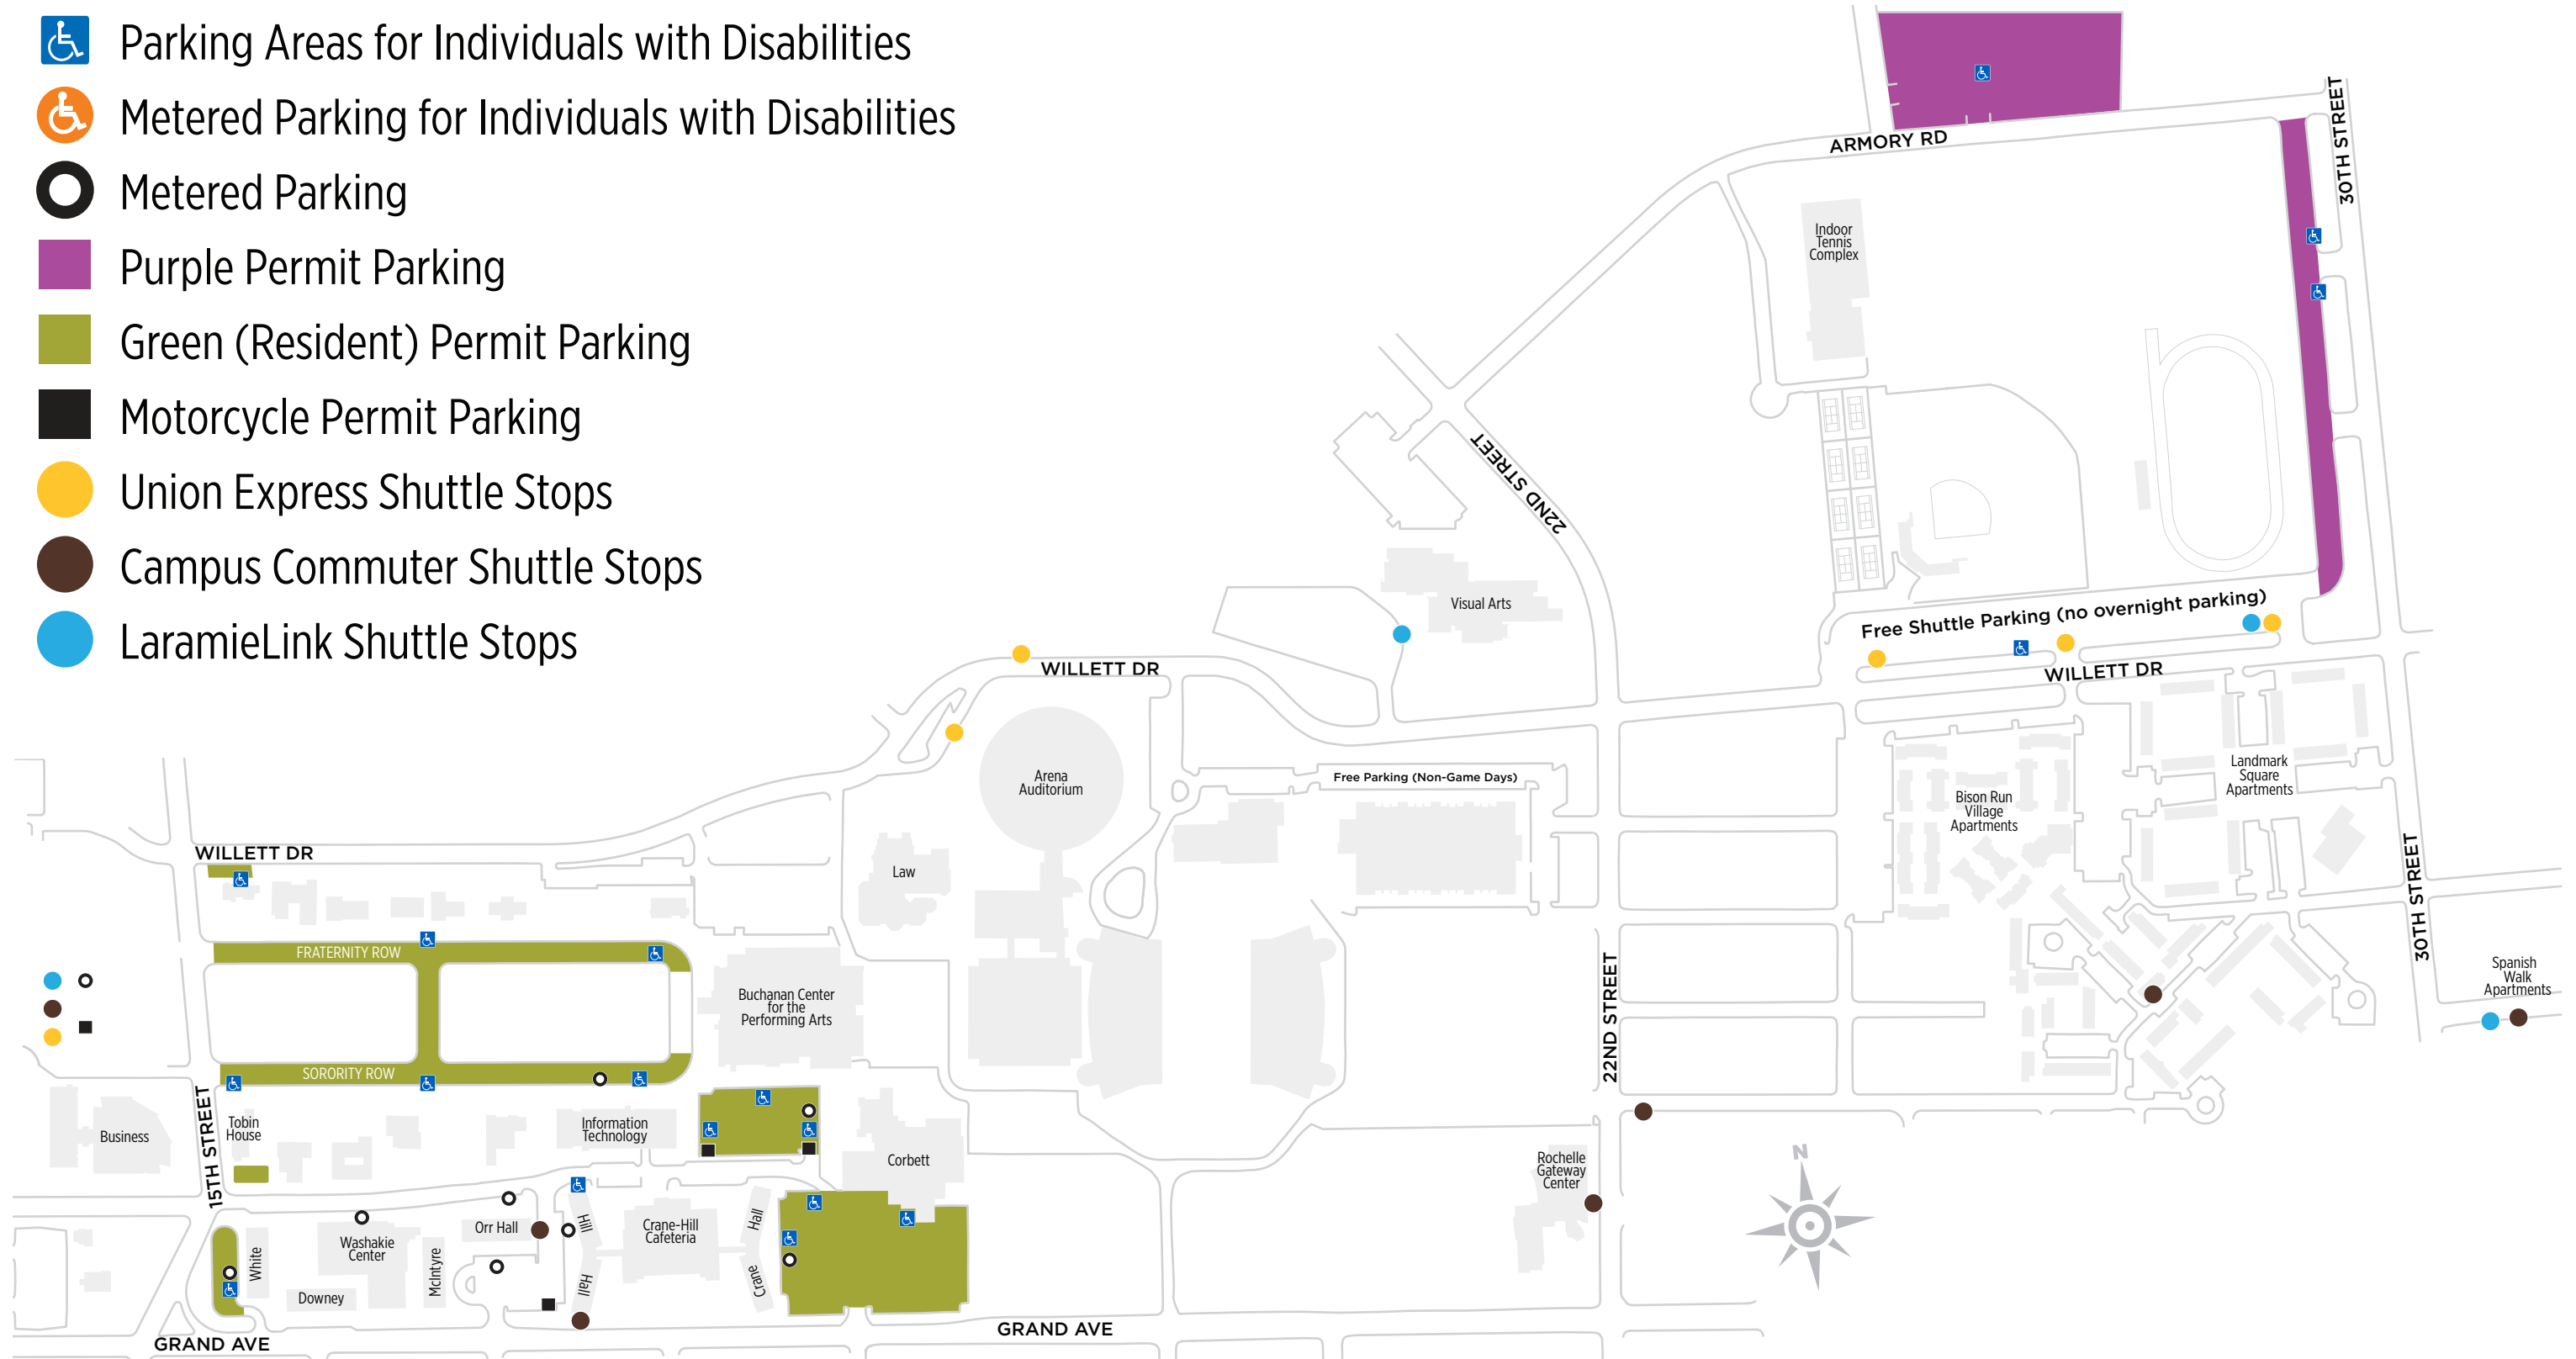 Parking Areas for Individuals with Disabilities
Metered Parking for Individuals with Disabilities
Metered Parking
Purple Permit Parking
Green (Resident) Permit Parking
Motorcycle Permit Parking
Union Express Shuttle Stops
Campus Commuter Shuttle Stops
LaramieLink Shuttle Stops
ARMORY RD
30TH STREET
Indoor
Tennis
Complex
22ND STREET
Visual Arts
Free Shuttle Parking (no overnight parking)
WILLETT DR
WILLETT DR
Arena
Auditorium
Free Parking (Non-Game Days)
Landmark
Square
Apartments
Bison Run
Village
Apartments
WILLETT DR
Law
30TH STREET
FRATERNITY ROW
Spanish
Walk
Apartments
Buchanan Center
for the
Performing Arts
22ND STREET
SORORITY ROW
15TH STREET
Business
Tobin
House
Information
Technology
Corbett
Rochelle
Gateway
Center
N
Hill
Hall
Crane-Hill
Cafeteria
Hall
Crane
Orr Hall
White
Washakie
Center
McIntyre
Downey
GRAND AVE
GRAND AVE